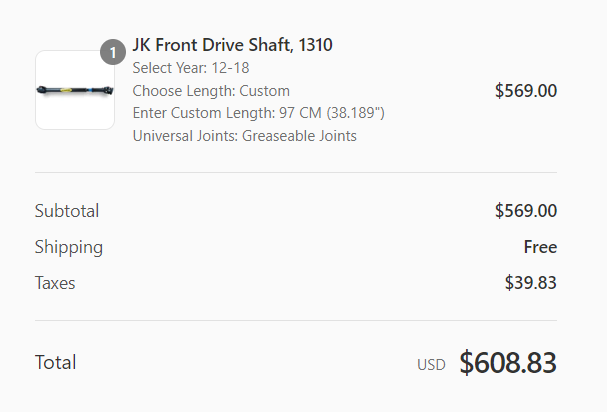 1
JK Front Drive Shaft, 1310
Select Year: 12-18
Choose Length: Custom
$569.00
Enter Custom Length: 97 CM (38.189")
Universal Joints: Greaseable Joints
Subtotal $569.00
Shipping Free
Taxes $39.83
Total USD $608.83